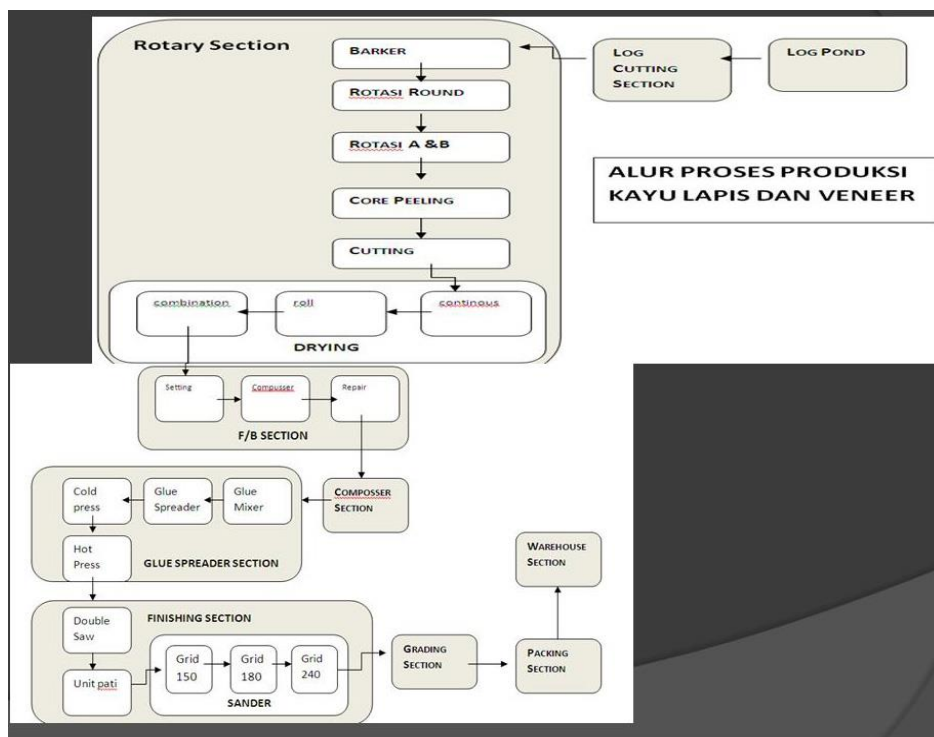 Rotary Section
BARKER
LOG
CUTTING
SECTION
LOG POND
ROTASI ROUND
ROTASI A &B
ALUR PROSES PRODUKSI
KAYU LAPIS DAN VENEER
CORE PEELING
CUTTING
combination
roll
continous
DRYING
Setting
Compusser
Repair
F/B SECTION
Cold
press
Glue
Spreader
Glue
Mixer
COMPOSSER
SECTION
Hot
Press
GLUE SPREADER SECTION
WAREHOUSE
SECTION
Double
Saw
FINISHING SECTION
Unit pati
Grid
150
Grid
180
Grid
240
SANDER
GRADING
SECTION
PACKING
SECTION